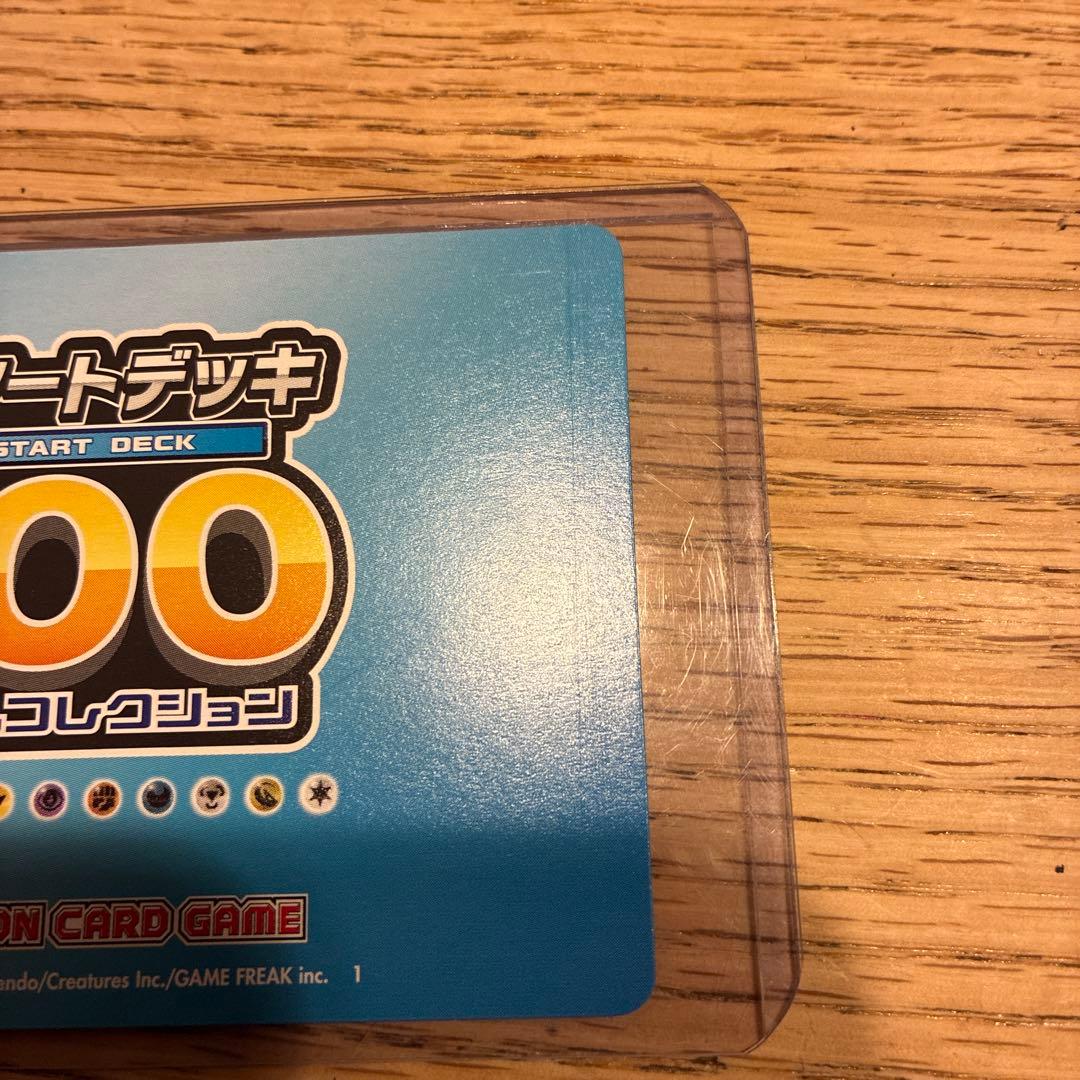 ートデッキ
START DECK
00
コレクション
ON CARD GAME
endo/Creatures Inc./GAME FREAK inc. 1